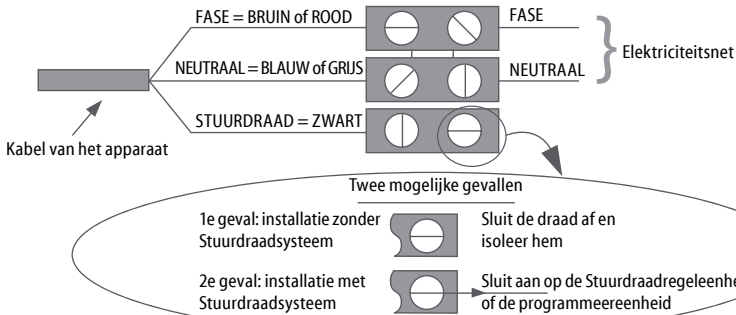 FASE = BRUIN of ROOD
FASE
NEUTRAAL = BLAUW of GRIJS
NEUTRAAL
Elektriciteitsnet
STUURDRAAD = ZWART
Kabel van het apparaat
Twee mogelijke gevallen
1e geval: installatie zonder
Stuurdraadsysteem
Sluit de draad af en
isoleer hem
2e geval: installatie met
Stuurdraadsysteem
Sluit aan op de Stuurdraadregeleenhe
of de programmeereenheid